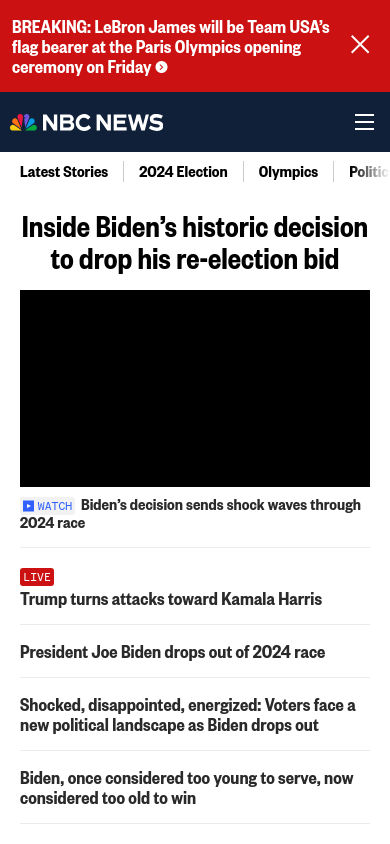 BREAKING: LeBron James will be Team USA’s
flag bearer at the Paris Olympics opening
ceremony on Friday
NBC NEWS
Latest Stories
2024 Election
Olympics
Politic
Inside Biden’s historic decision
to drop his re-election bid
WATCH Biden’s decision sends shock waves through
2024 race
LIVE
Trump turns attacks toward Kamala Harris
President Joe Biden drops out of 2024 race
Shocked, disappointed, energized: Voters face a
new political landscape as Biden drops out
Biden, once considered too young to serve, now
considered too old to win